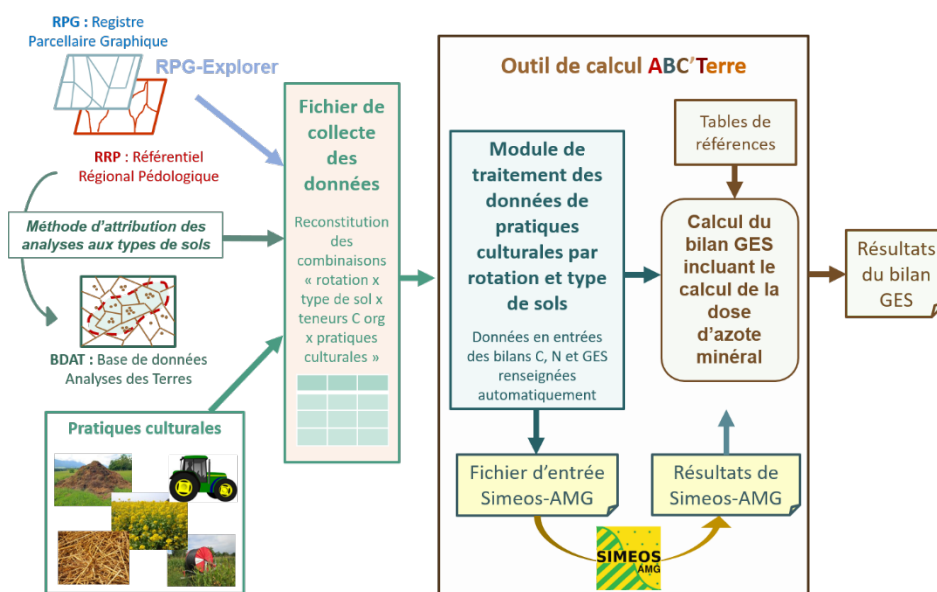 RPG : Registre
Parcellaire Graphique
RPG-Explorer
RRP : Référentiel
Régional Pédologique
Méthode d'attribution des
analyses aux types de sols
BDAT : Base de données
Analyses des Terres
Pratiques culturales
Fichier de
collecte
des
données
Reconstitution
des
combinaisons
« rotation x
type de sol x
teneurs C org
x pratiques
culturales »
Outil de calcul ABC'Terre
Module de
traitement des
données de
pratiques
culturales par
rotation et type
de sols
Données en entrées
des bilans C, N et GES
renseignées
automatiquement
Tables de
références
Calcul du
bilan GES
incluant le
calcul de la
dose
d'azote
minéral
Résultats
du bilan
GES
Fichier d'entrée
Simeos-AMG
Résultats de
Simeos-AMG
SIMEOS
AMG